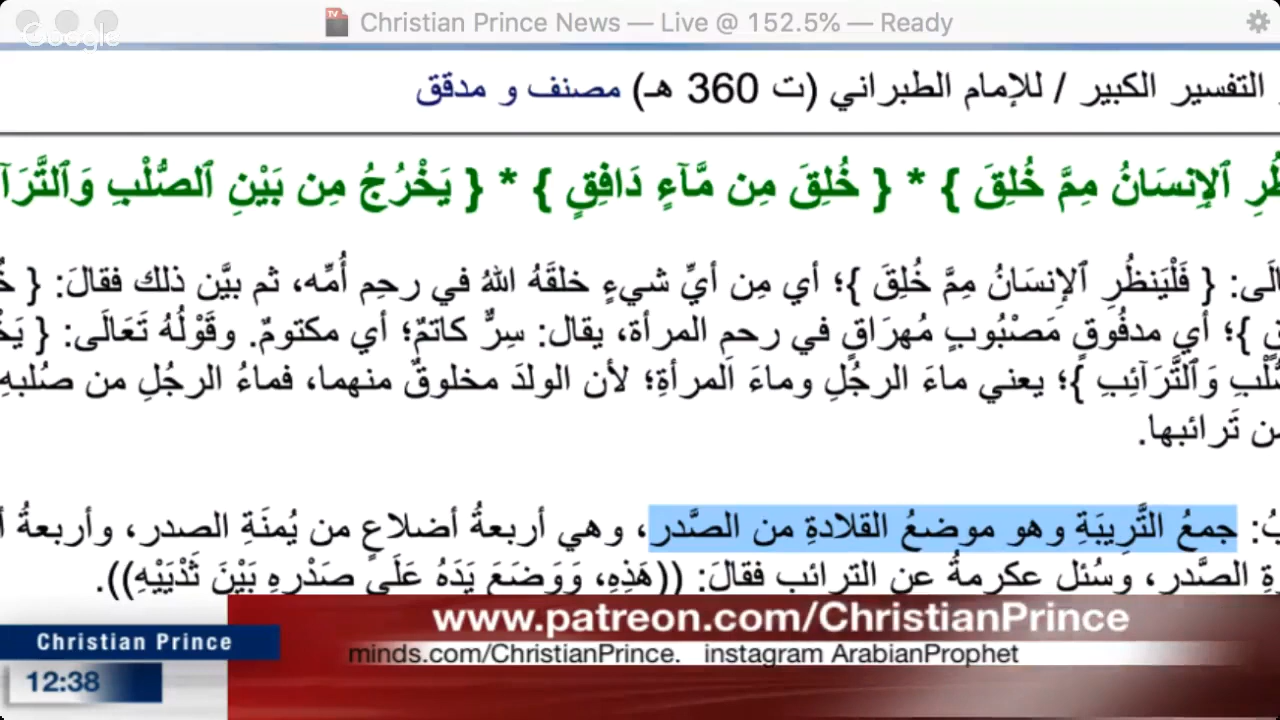 Christian Prince News — Live @ 152.5% — Ready
Google
التفسير الكبير / للإمام الطبراني (ت 360 هـ) مصنف و مدقق
ٱلإِنسَانُ مِمَّ خُلِقَ } * { خُلِقَ مِن مَّآءٍ دَافِقٍ } * { يَخْرُجُ مِن بَيْنِ ٱلصُّلْبِ وَٱلتَّرَآ
{ فَلْيَنظُرِ ٱلإِنسَانُ مِمَّ خُلِقَ }؛ أي مِن أيِّ شيءٍ خلقَهُ اللهُ في رحِم أُمِّه، ثم بيَّن ذلك فقالَ: {
}؛ أي مدفُوقٍ مَصْبُوبٍ مُهرَاقٍ في رحمِ المرأة، يقال: سِرٌّ كاتمٌ؛ أي مكتومٌ. وقَوْلُهُ تَعَالَى: {
وَٱلتَّرَآئِبِ }؛ يعني ماءَ الرجُلِ وماءَ المرأةِ؛ لأن الولدَ مخلوقٌ منهما، فماءُ الرجُلِ من صُلبهِ
تَرائبها.
جمعُ التَّرِيبَةِ وهو موضعُ القلادةِ من الصَّدر، وهي أربعةُ أضلاعٍ من يُمنَةِ الصدر، وأربعةُ
الصَّدر، وسُئل عكرمةُ عن الترائب فقالَ: ((هَذِهِ، وَوَضَعَ يَدَهُ عَلَى صَدْرِهِ بَيْنَ ثَدْيَيْهِ)).
www.patreon.com/ChristianPrince
Christian Prince
minds.com/ChristianPrince. instagram ArabianProphet
12:38